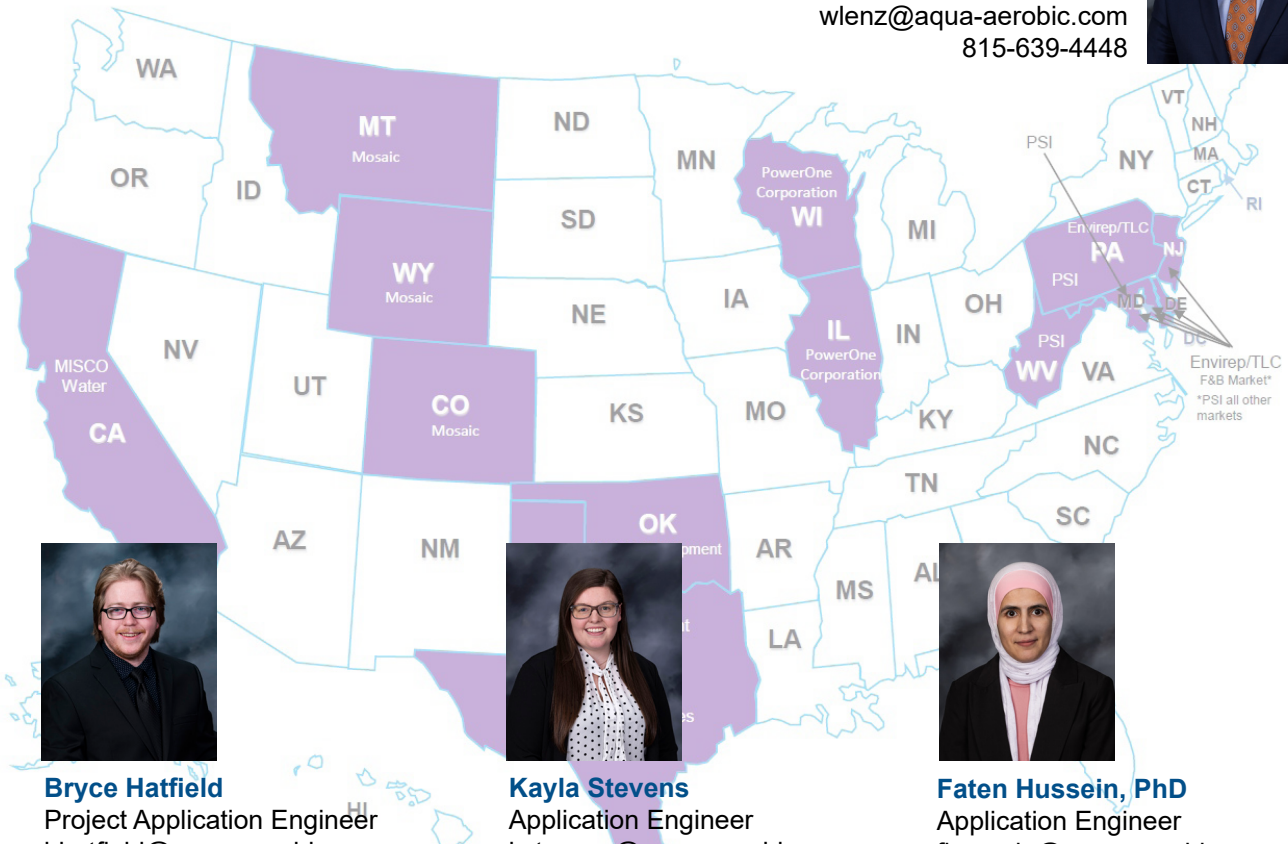 wlenz@aqua-aerobic.com
815-639-4448
WA
MT
Mosaic
ND
MN
OR
ID
SD
WY
Mosaic
PowerOne
Corporation
WI
MI
PSI
NY
VT
NH
MA
CT
RI
Envirep/TLC
PA
NJ
PSI
MD
DE
DC
NE
IA
IL
PowerOne
Corporation
IN
OH
PSI
WV
VA
Envirep/TLC
F&B Market*
*PSI all other
markets
NV
UT
MISCO
Water
CA
CO
Mosaic
KS
MO
KY
NC
TN
SC
AZ
NM
OK
AR
MS
LA
HI
Bryce Hatfield
Project Application Engineer
Kayla Stevens
Application Engineer
Faten Hussein, PhD
Application Engineer